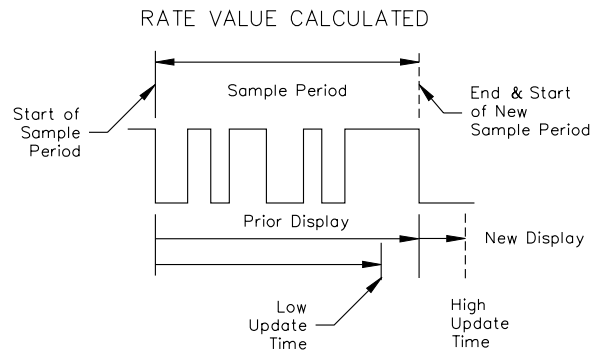 RATE VALUE CALCULATED
Sample Period
Start of
Sample
Period
End & Start
of New
Sample Period
Prior Display
New Display
Low
Update
Time
High
Update
Time